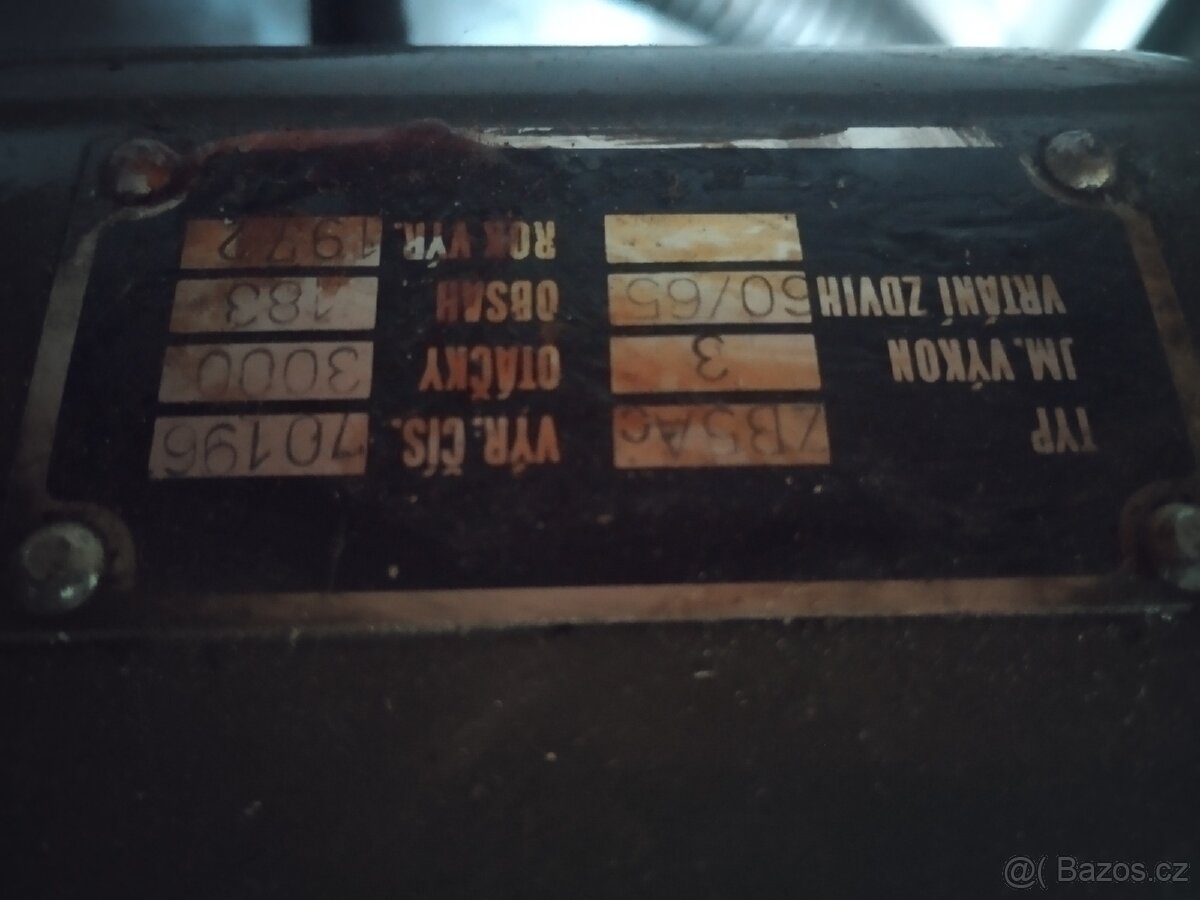 TYP ZB5Ac VÝR. ČÍS. 70196
JM. VÝKON 3 OTÁČKY 3000
VRTÁNÍ ZDVIH 60/65 OBSAH 183
ROK VÝR. 1972
@( Bazos.cz